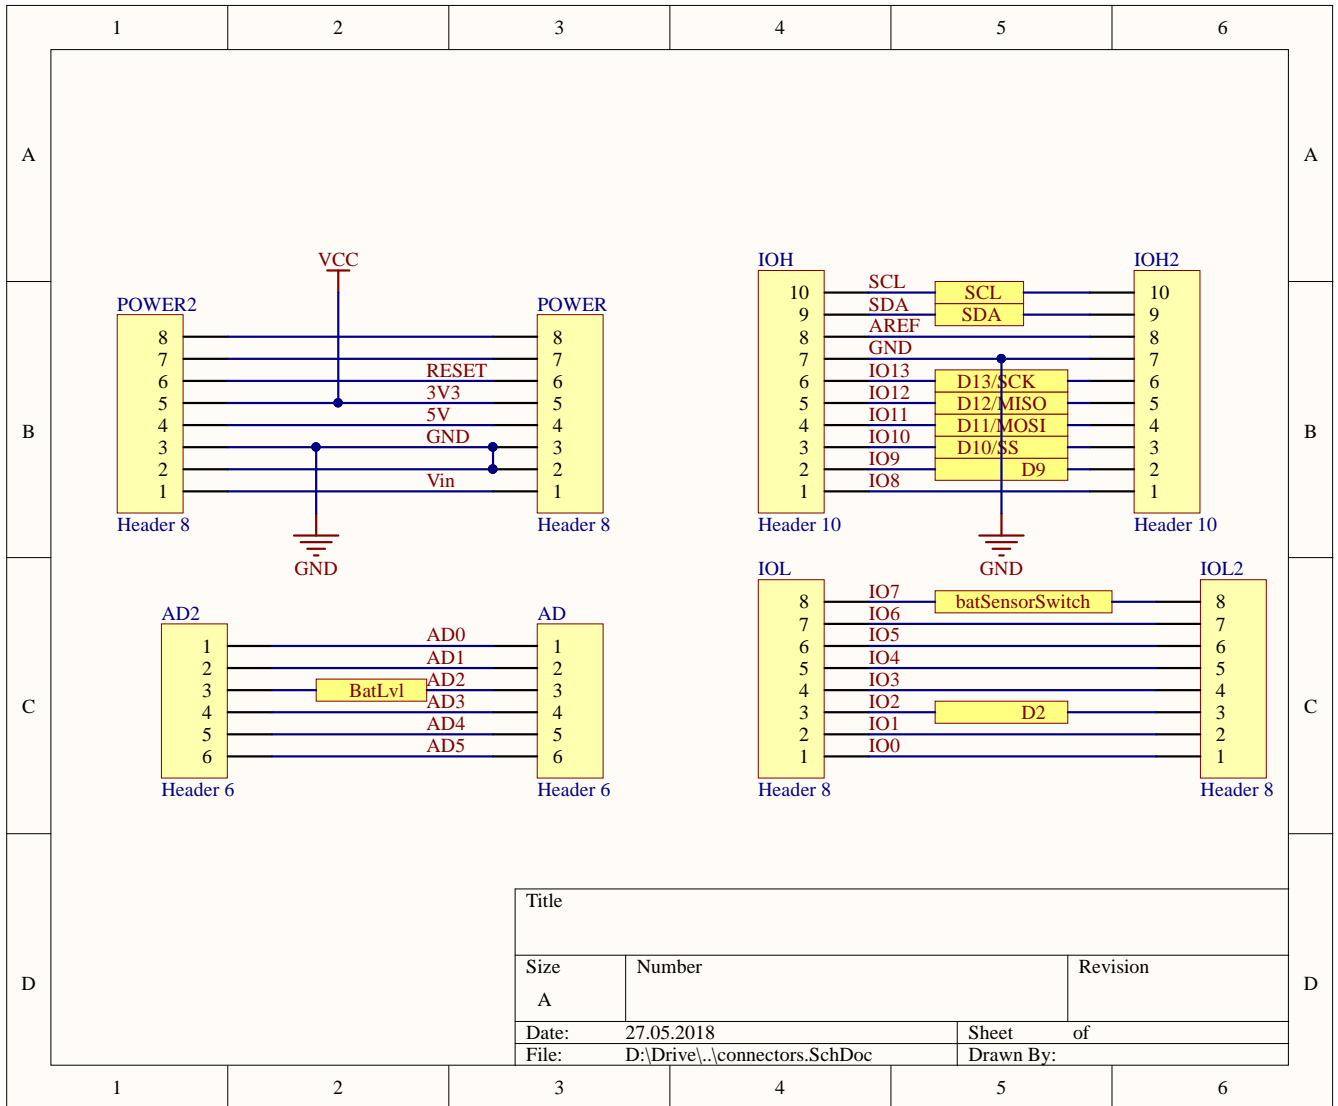 1 2 3 4 5 6
A A
VCC
POWER2 POWER
8 8
7 7
RESET
6 6
3V3
5 5
5V
4 4
GND
3 3
2 2
Vin
1 1
Header 8 Header 8
GND
IOH IOH2
SCL
10 SCL 10
SDA
9 SDA 9
AREF
8 8
GND
7 7
IO13
6 D13/SCK 6
IO12
5 D12/MISO 5
IO11
4 D11/MOSI 4
IO10
3 D10/SS 3
IO9
2 D9 2
IO8
1 1
Header 10 Header 10
GND
B B
AD2 AD
AD0
1 1
AD1
2 2
AD2
3 BatLvl 3
AD3
4 4
AD4
5 5
AD5
6 6
Header 6 Header 6
IOL IOL2
IO7
8 batSensorSwitch 8
IO6
7 7
IO5
6 6
IO4
5 5
IO3
4 4
IO2
3 D2 3
IO1
2 2
IO0
1 1
Header 8 Header 8
C C
Title
Size Number Revision
A
D D
Date: 27.05.2018 Sheet of
File: D:\Drive\..\connectors.SchDoc Drawn By:
1 2 3 4 5 6